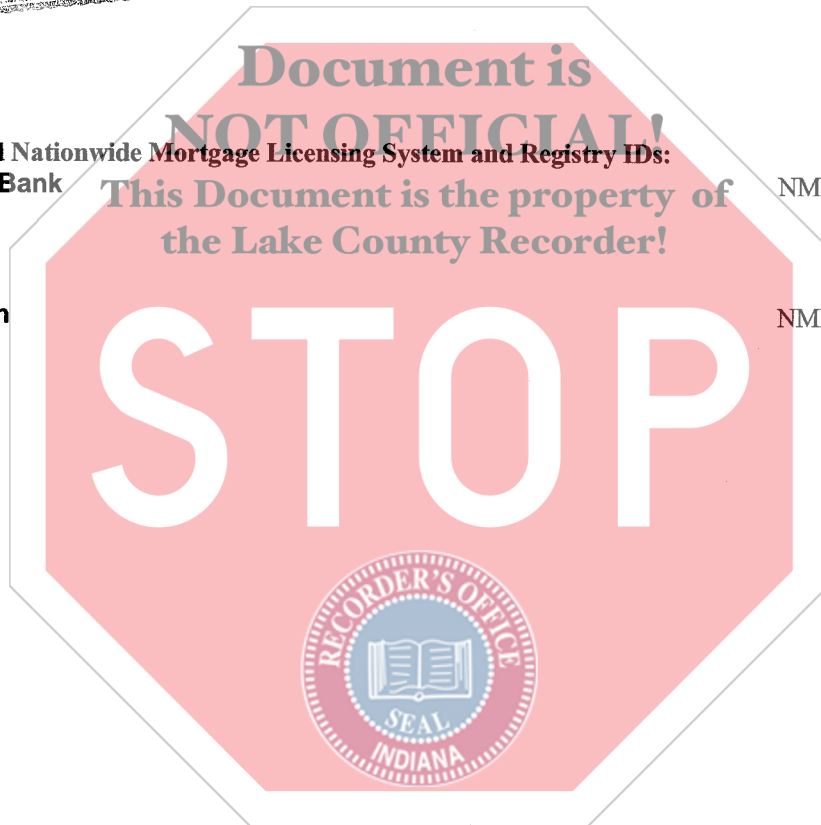 Document is
NOT OFFICIAL!
Nationwide Mortgage Licensing System and Registry IDs:
Bank
NM
This Document is the property of
the Lake County Recorder!
n
NM
STOP
RECORDER'S OFFICE
SEAL
INDIANA